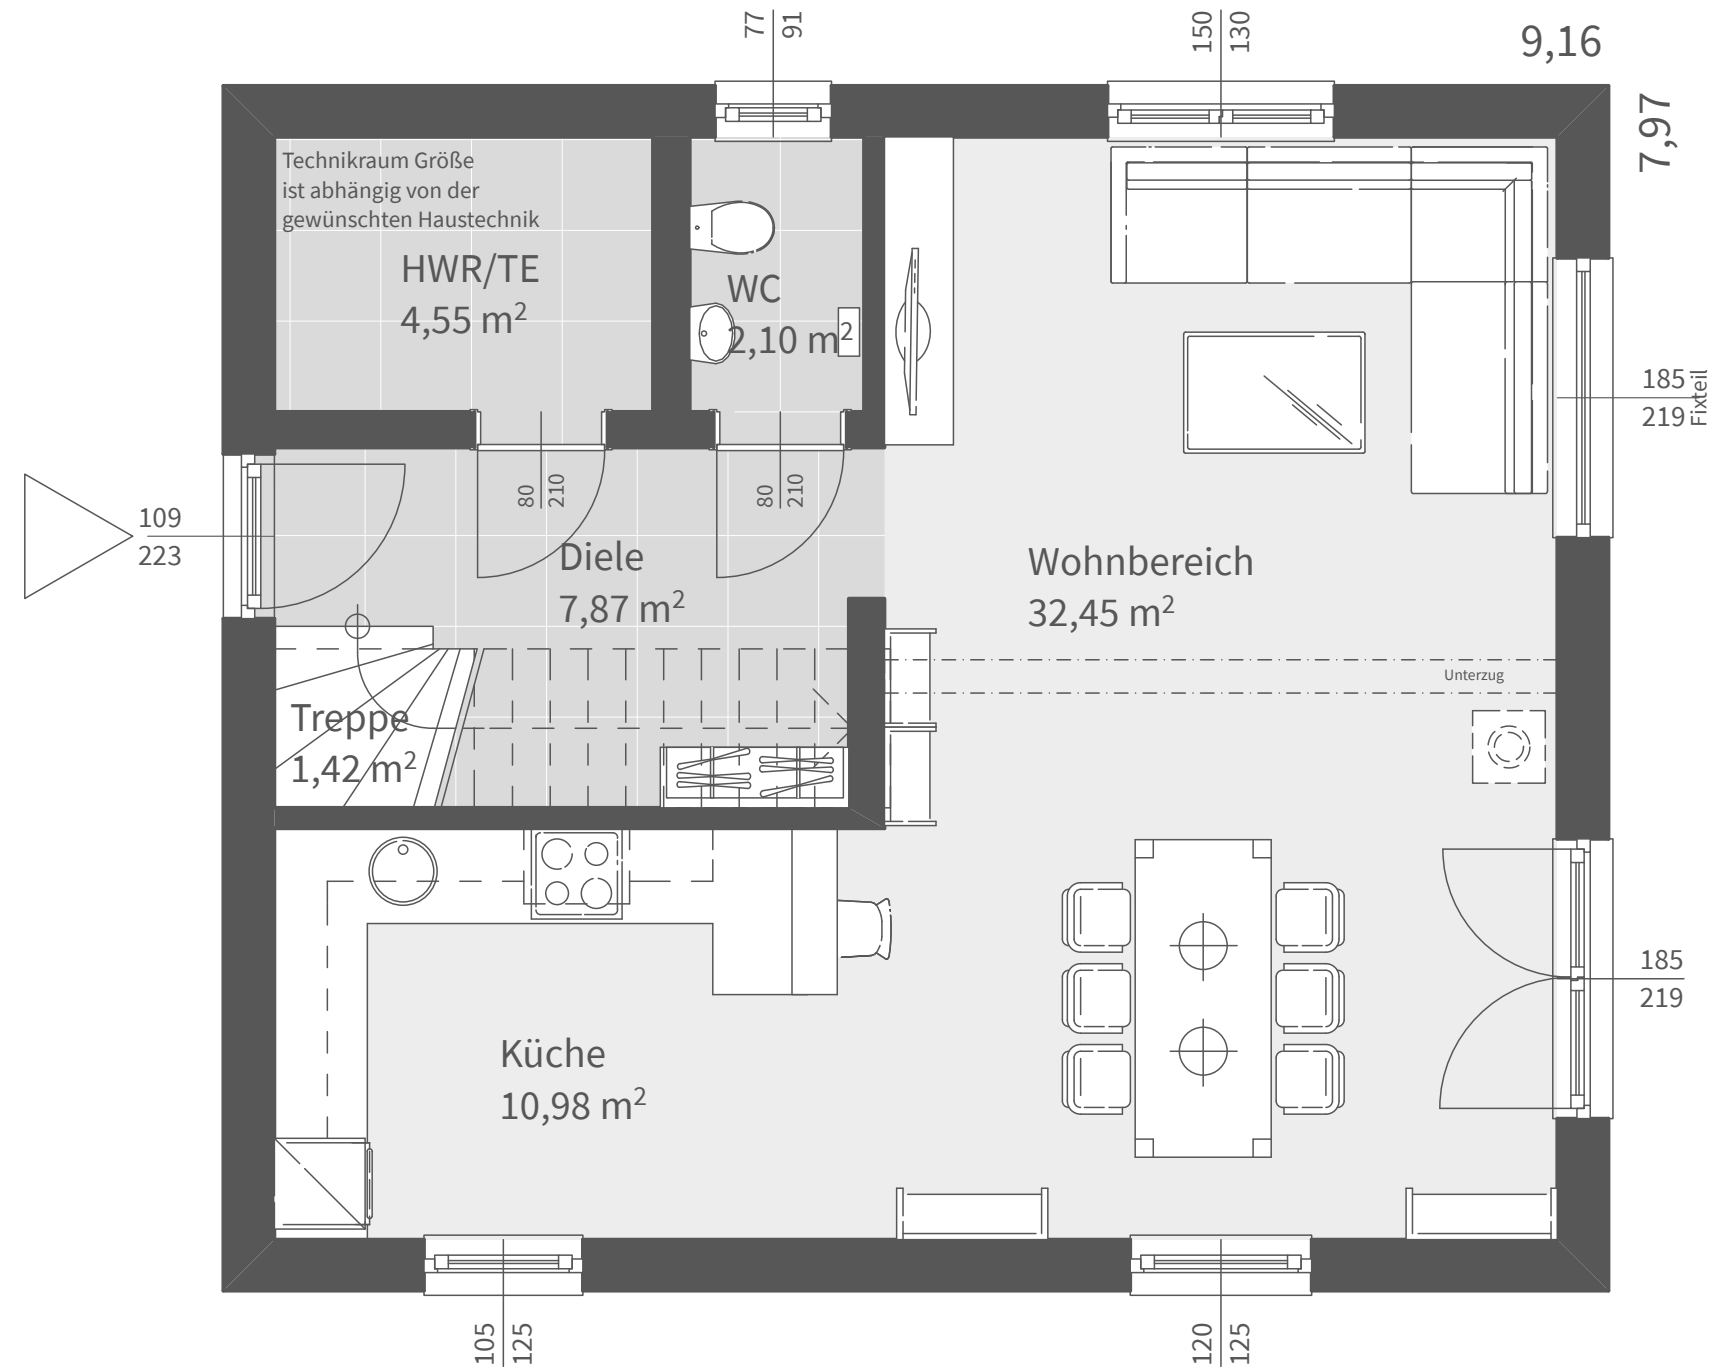 77
91
150
130
9,16
7,97
Technikraum Größe
ist abhängig von der
gewünschten Haustechnik
HWR/TE
4,55 m²
WC
2,10 m²
185
219
Fixteil
80
210
80
210
109
223
Diele
7,87 m²
Wohnbereich
32,45 m²
Unterzug
Treppe
1,42 m²
185
219
Küche
10,98 m²
105
125
120
125